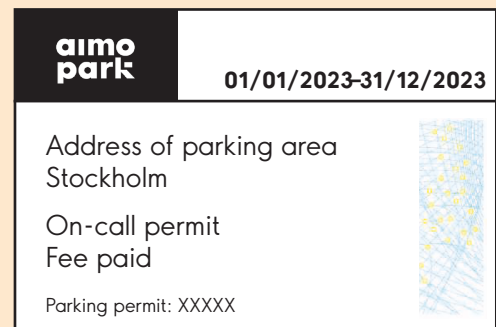 aimo
park
01/01/2023–31/12/2023
Address of parking area
Stockholm
On-call permit
Fee paid
Parking permit: XXXXX